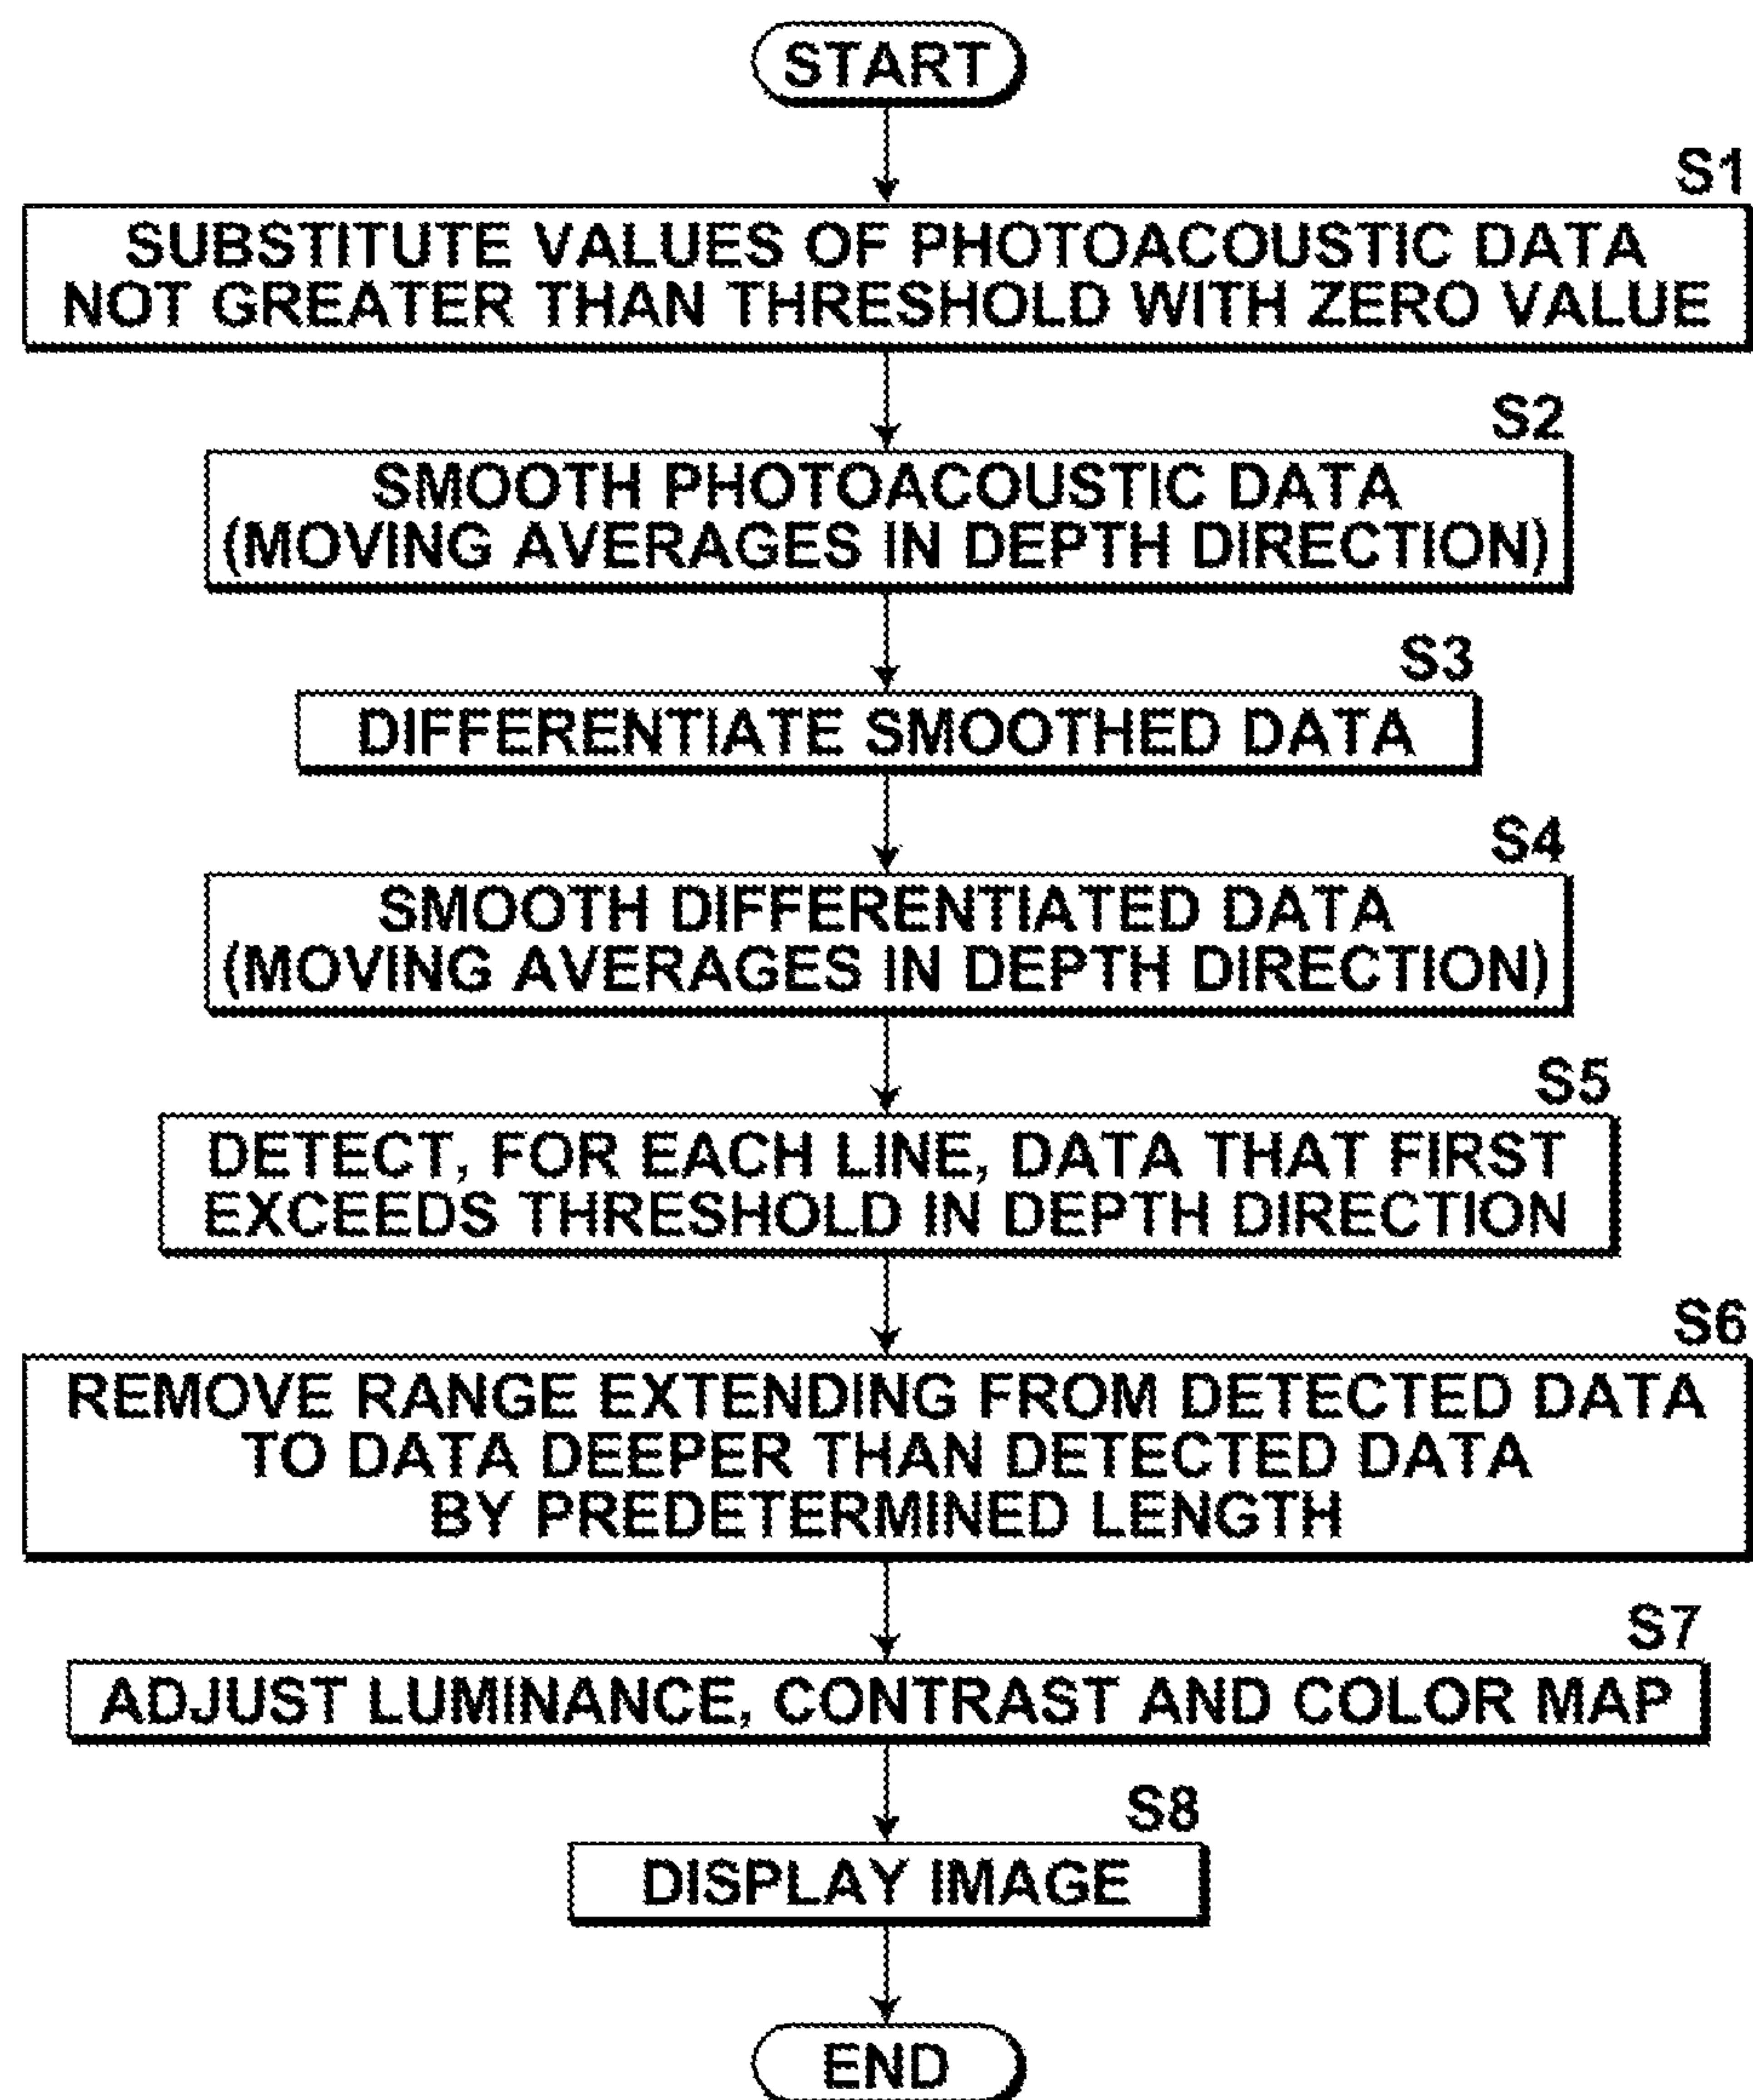 START
S1
SUBSTITUTE VALUES OF PHOTOACOUSTIC DATA
NOT GREATER THAN THRESHOLD WITH ZERO VALUE
S2
SMOOTH PHOTOACOUSTIC DATA
(MOVING AVERAGES IN DEPTH DIRECTION)
S3
DIFFERENTIATE SMOOTHED DATA
S4
SMOOTH DIFFERENTIATED DATA
(MOVING AVERAGES IN DEPTH DIRECTION)
S5
DETECT, FOR EACH LINE, DATA THAT FIRST
EXCEEDS THRESHOLD IN DEPTH DIRECTION
S6
REMOVE RANGE EXTENDING FROM DETECTED DATA
TO DATA DEEPER THAN DETECTED DATA
BY PREDETERMINED LENGTH
S7
ADJUST LUMINANCE, CONTRAST AND COLOR MAP
S8
DISPLAY IMAGE
END